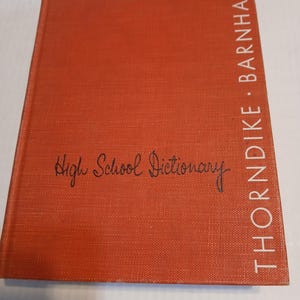 High School Dictionary
THORNDIKE · BARNHA